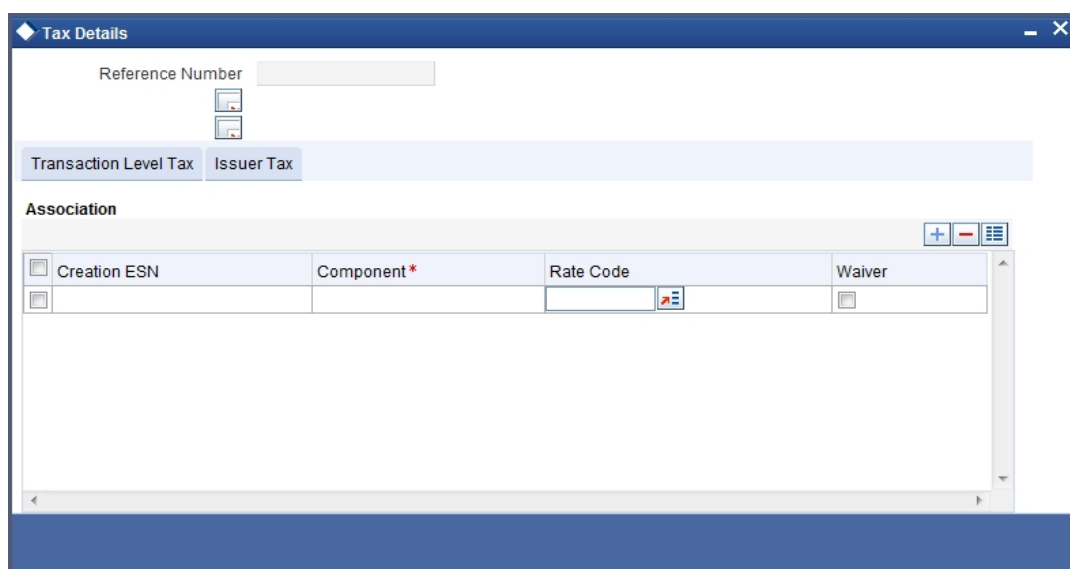 Tax Details
Reference Number
Transaction Level Tax Issuer Tax
Association
Creation ESN Component* Rate Code Waiver